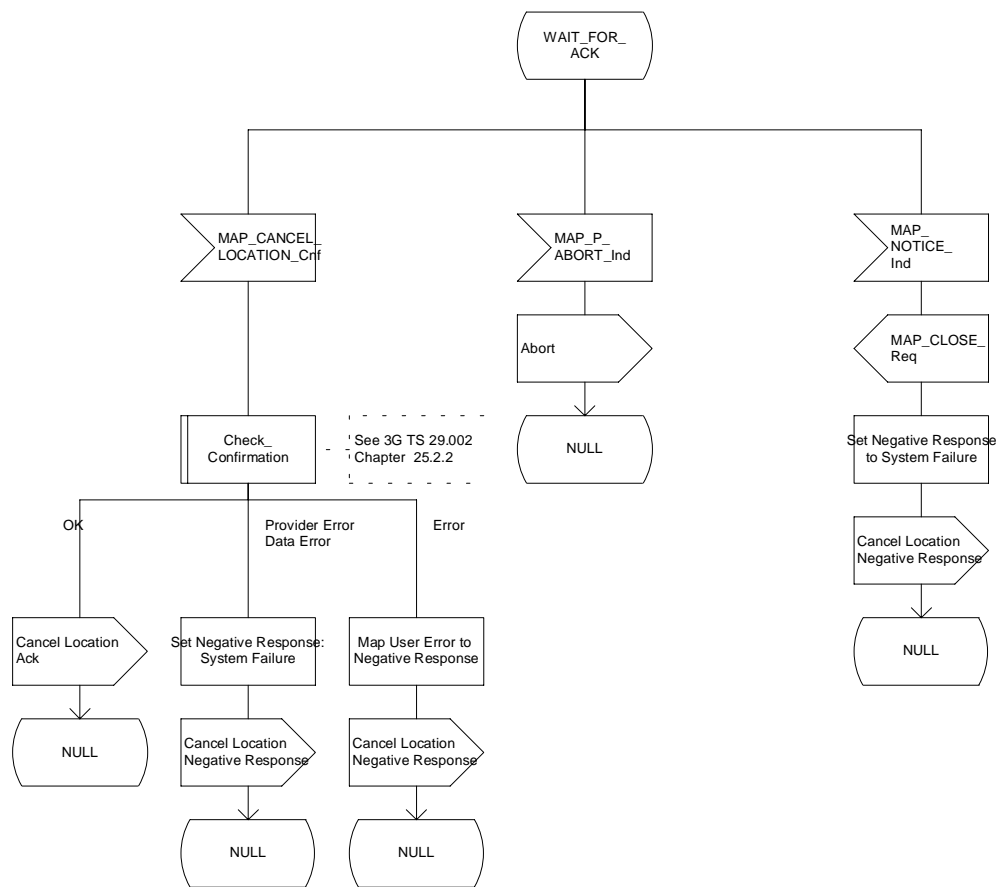 WAIT_FOR_
ACK
MAP_CANCEL_
LOCATION_Cnf
MAP_P_
ABORT_Ind
MAP_
NOTICE_
Ind
Abort
MAP_CLOSE_
Req
Check_
Confirmation
See 3G TS 29.002
Chapter 25.2.2
NULL
Set Negative Response
to System Failure
OK
Provider Error
Data Error
Error
Cancel Location
Negative Response
Cancel Location
Ack
Set Negative Response:
System Failure
Map User Error to
Negative Response
NULL
NULL
Cancel Location
Negative Response
Cancel Location
Negative Response
NULL
NULL